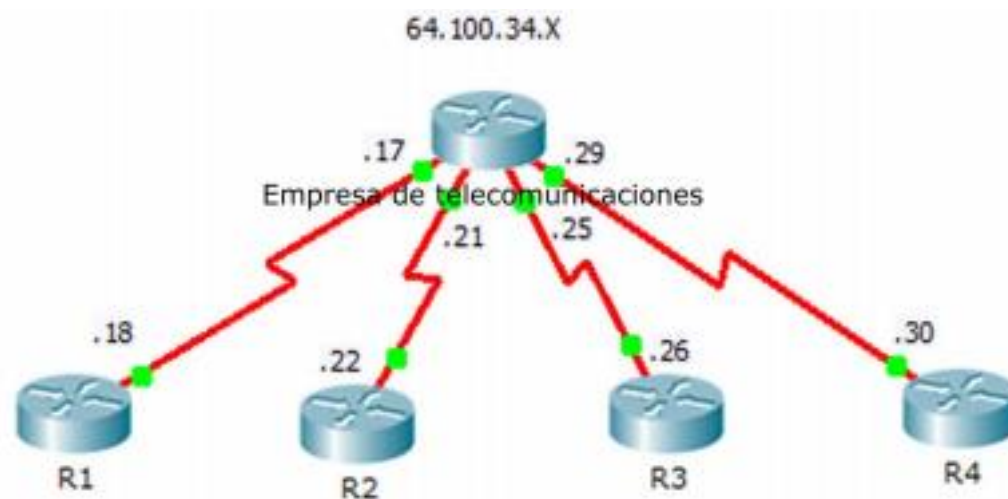 64.100.34.X
.17
.29
Empresa de telecomunicaciones
.21
.25
.18
.22
.26
.30
R1
R2
R3
R4